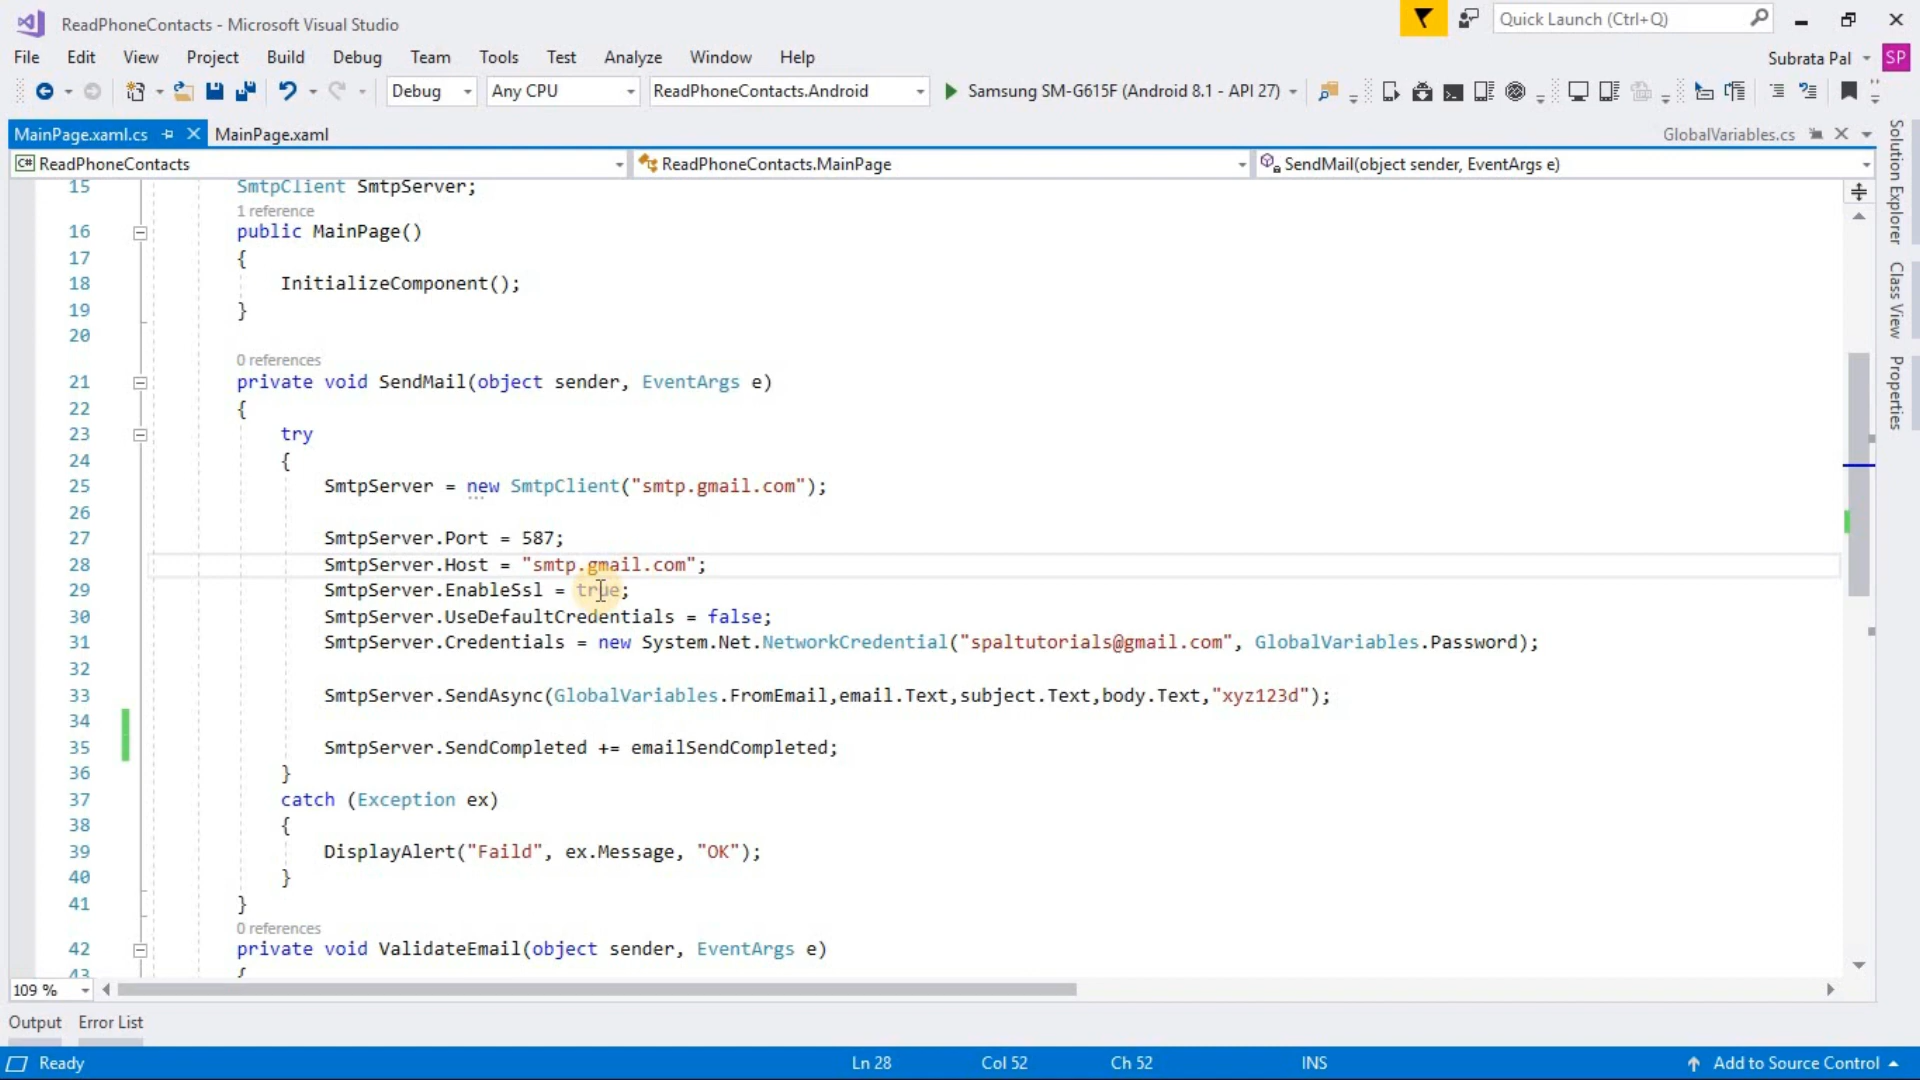 ReadPhoneContacts - Microsoft Visual Studio
Quick Launch (Ctrl+Q)
File Edit View Project Build Debug Team Tools Test Analyze Window Help
Subrata Pal SP
Debug Any CPU ReadPhoneContacts.Android Samsung SM-G615F (Android 8.1 - API 27)
MainPage.xaml.cs MainPage.xaml GlobalVariables.cs
C# ReadPhoneContacts ReadPhoneContacts.MainPage SendMail(object sender, EventArgs e)
15 SmtpClient SmtpServer;
1 reference
16 public MainPage()
17 {
18 InitializeComponent();
19 }
20
0 references
21 private void SendMail(object sender, EventArgs e)
22 {
23 try
24 {
25 SmtpServer = new SmtpClient("smtp.gmail.com");
26
27 SmtpServer.Port = 587;
28 SmtpServer.Host = "smtp.gmail.com";
29 SmtpServer.EnableSsl = true;
30 SmtpServer.UseDefaultCredentials = false;
31 SmtpServer.Credentials = new System.Net.NetworkCredential("spaltutorials@gmail.com", GlobalVariables.Password);
32
33 SmtpServer.SendAsync(GlobalVariables.FromEmail,email.Text,subject.Text,body.Text,"xyz123d");
34
35 SmtpServer.SendCompleted += emailSendCompleted;
36 }
37 catch (Exception ex)
38 {
39 DisplayAlert("Faild", ex.Message, "OK");
40 }
41 }
0 references
42 private void ValidateEmail(object sender, EventArgs e)
43 {
109 %
Solution Explorer
Class View
Properties
Output Error List
Ready Ln 28 Col 52 Ch 52 INS Add to Source Control